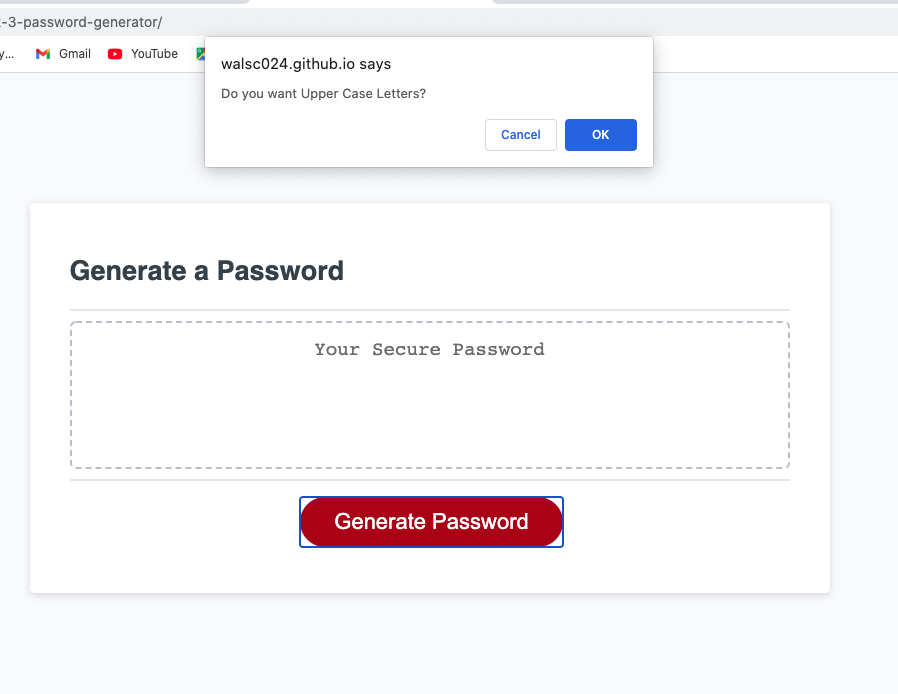 -3-password-generator/
y... Gmail YouTube
walsc024.github.io says
Do you want Upper Case Letters?
Cancel OK
Generate a Password
Your Secure Password
Generate Password